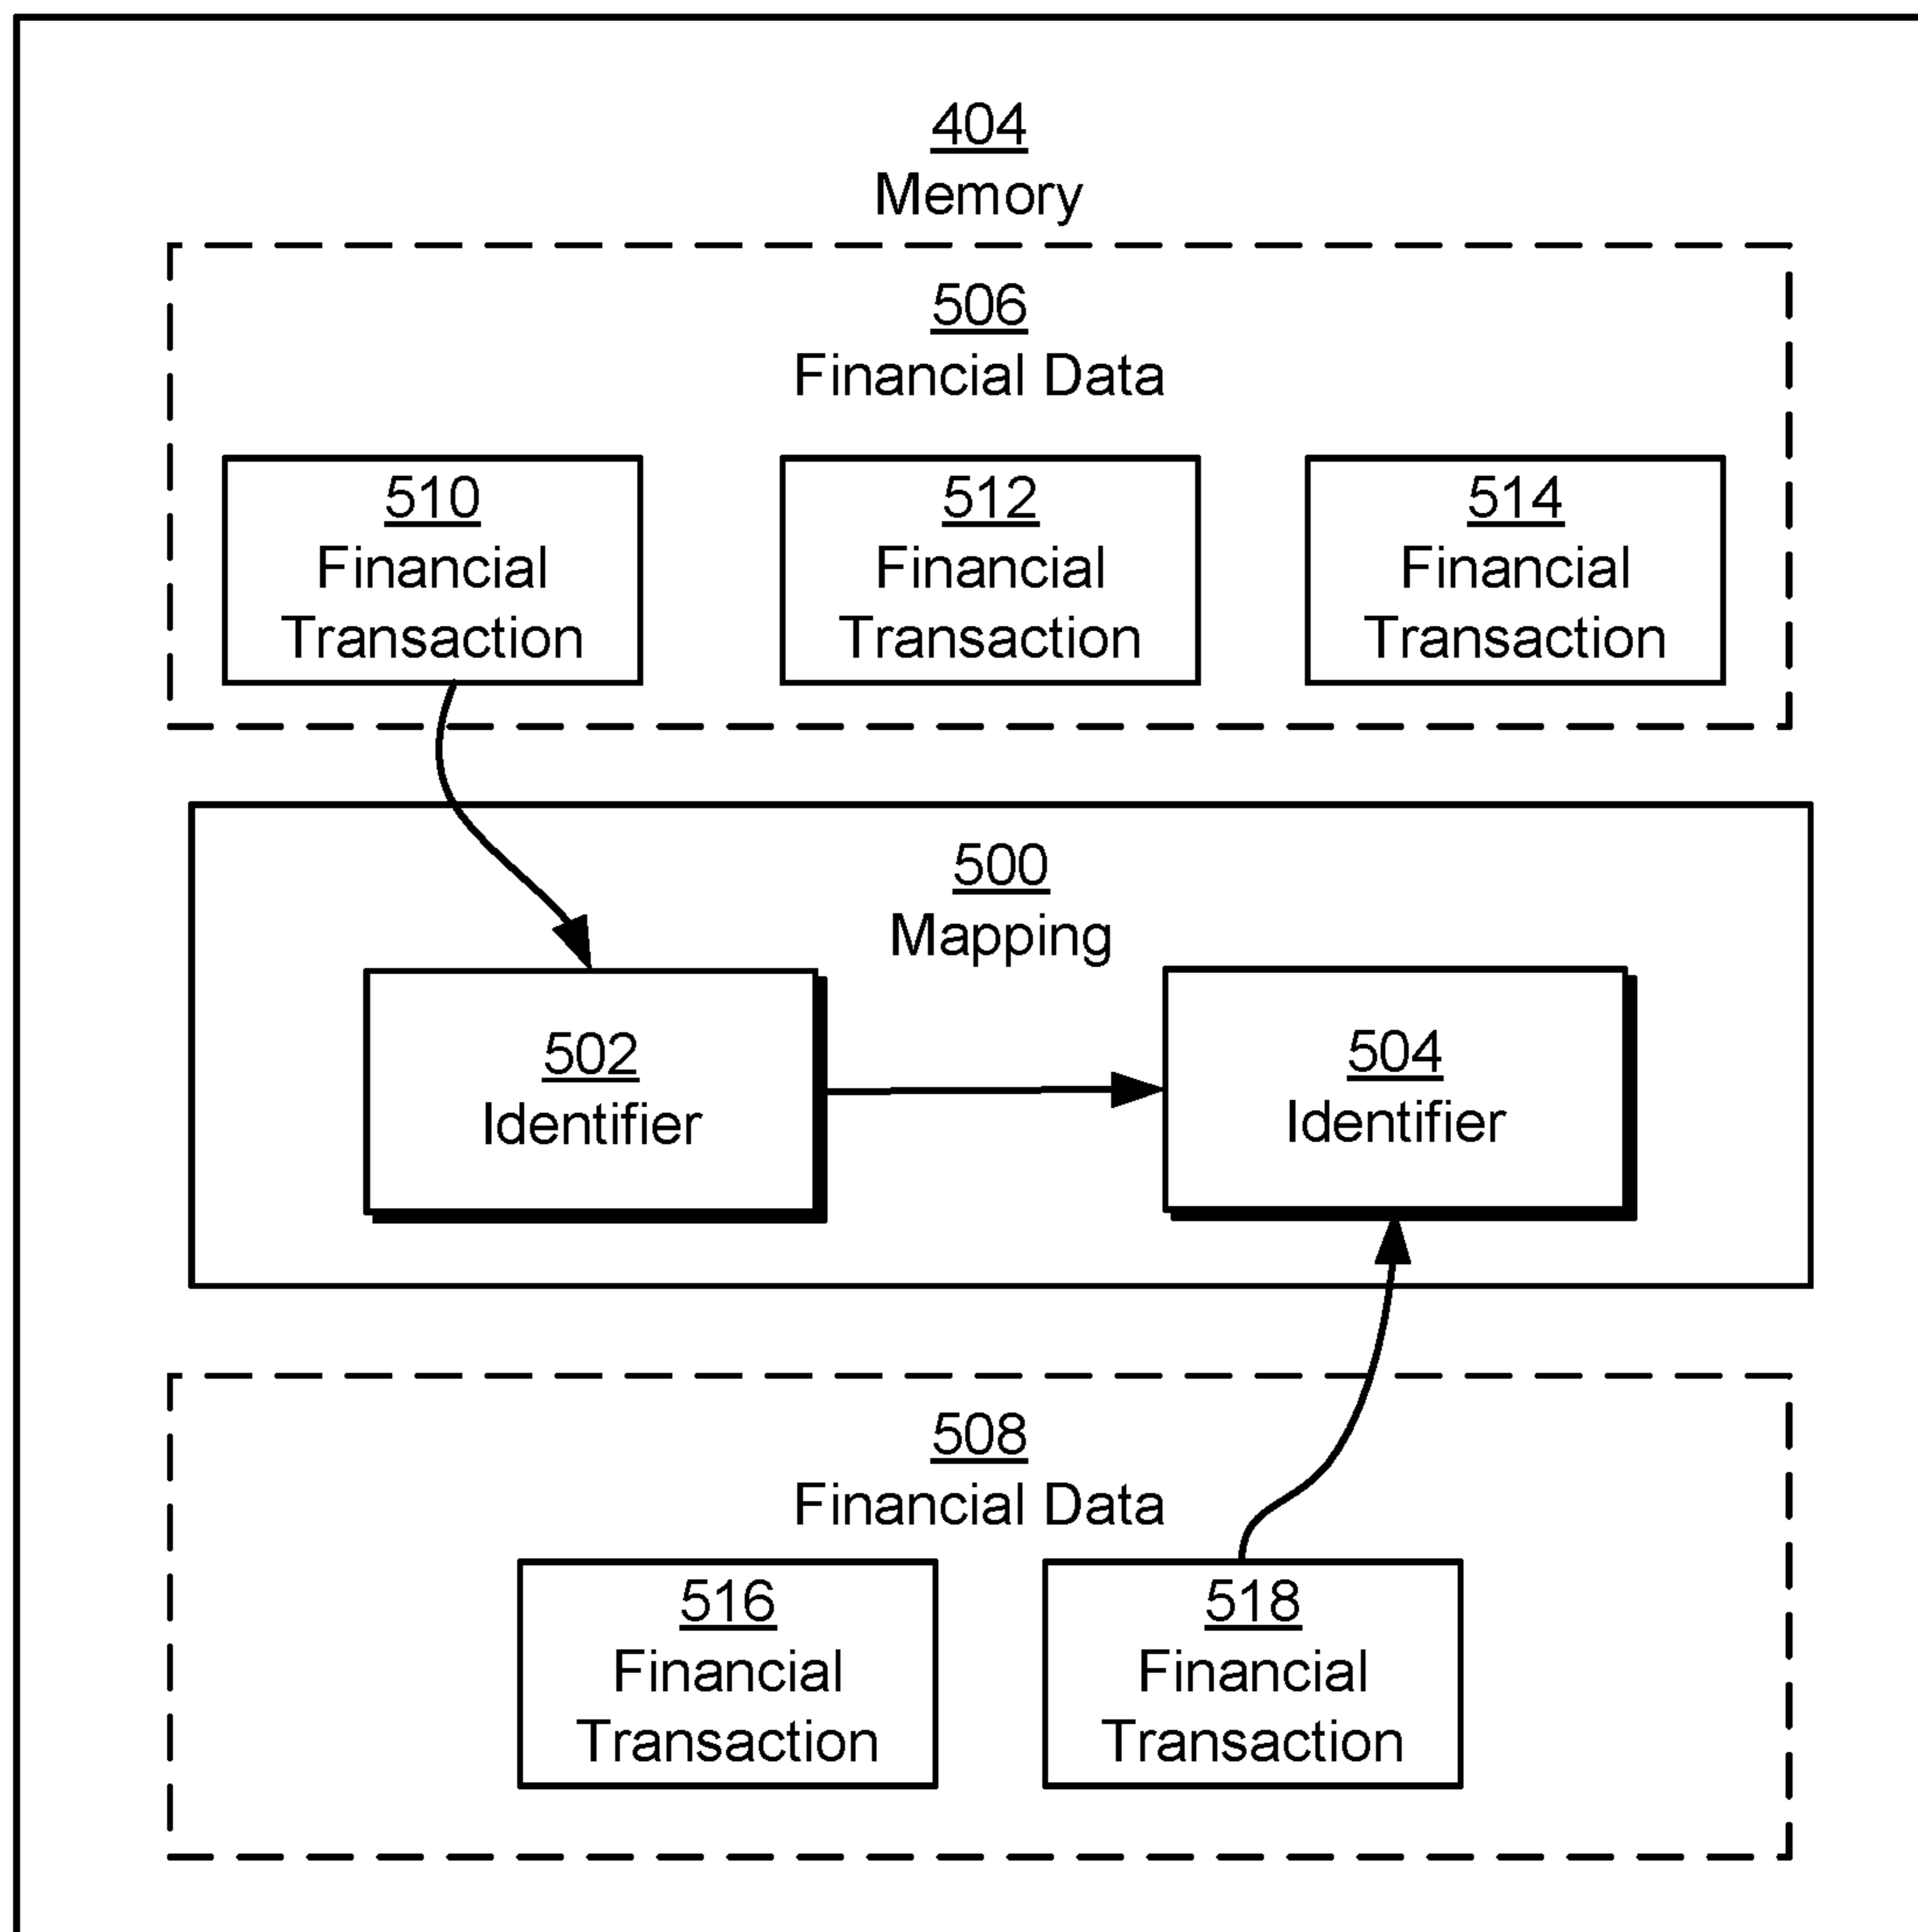 404
Memory
506
Financial Data
510
Financial
Transaction
512
Financial
Transaction
514
Financial
Transaction
500
Mapping
502
Identifier
504
Identifier
508
Financial Data
516
Financial
Transaction
518
Financial
Transaction